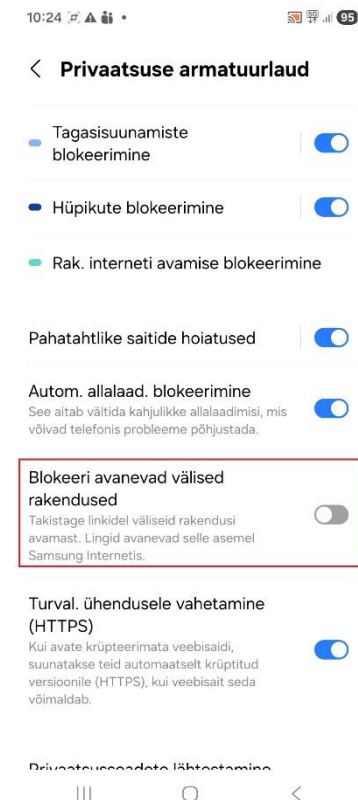 10:24
5G
95
Privaatsuse armatuurlaud
Tagasisuunamiste
blokeerimine
Hüpikute blokeerimine
Rak. interneti avamise blokeerimine
Pahatahtlike saitide hoiatused
Autom. allalaad. blokeerimine
See aitab vältida kahjulikke allalaadimisi, mis
võivad telefonis probleeme põhjustada.
Blokeeri avanevad välised
rakendused
Takistage linkidel väliseid rakendusi
avamast. Lingid avanevad selle asemel
Samsung Internetis.
Turval. ühendusele vahetamine
(HTTPS)
Kui avate krüpteerimata veebisaidi,
suunatakse teid automaatselt krüptitud
versioonile (HTTPS), kui veebisait seda
võimaldab.
Privaatsusseadete lähtestamine